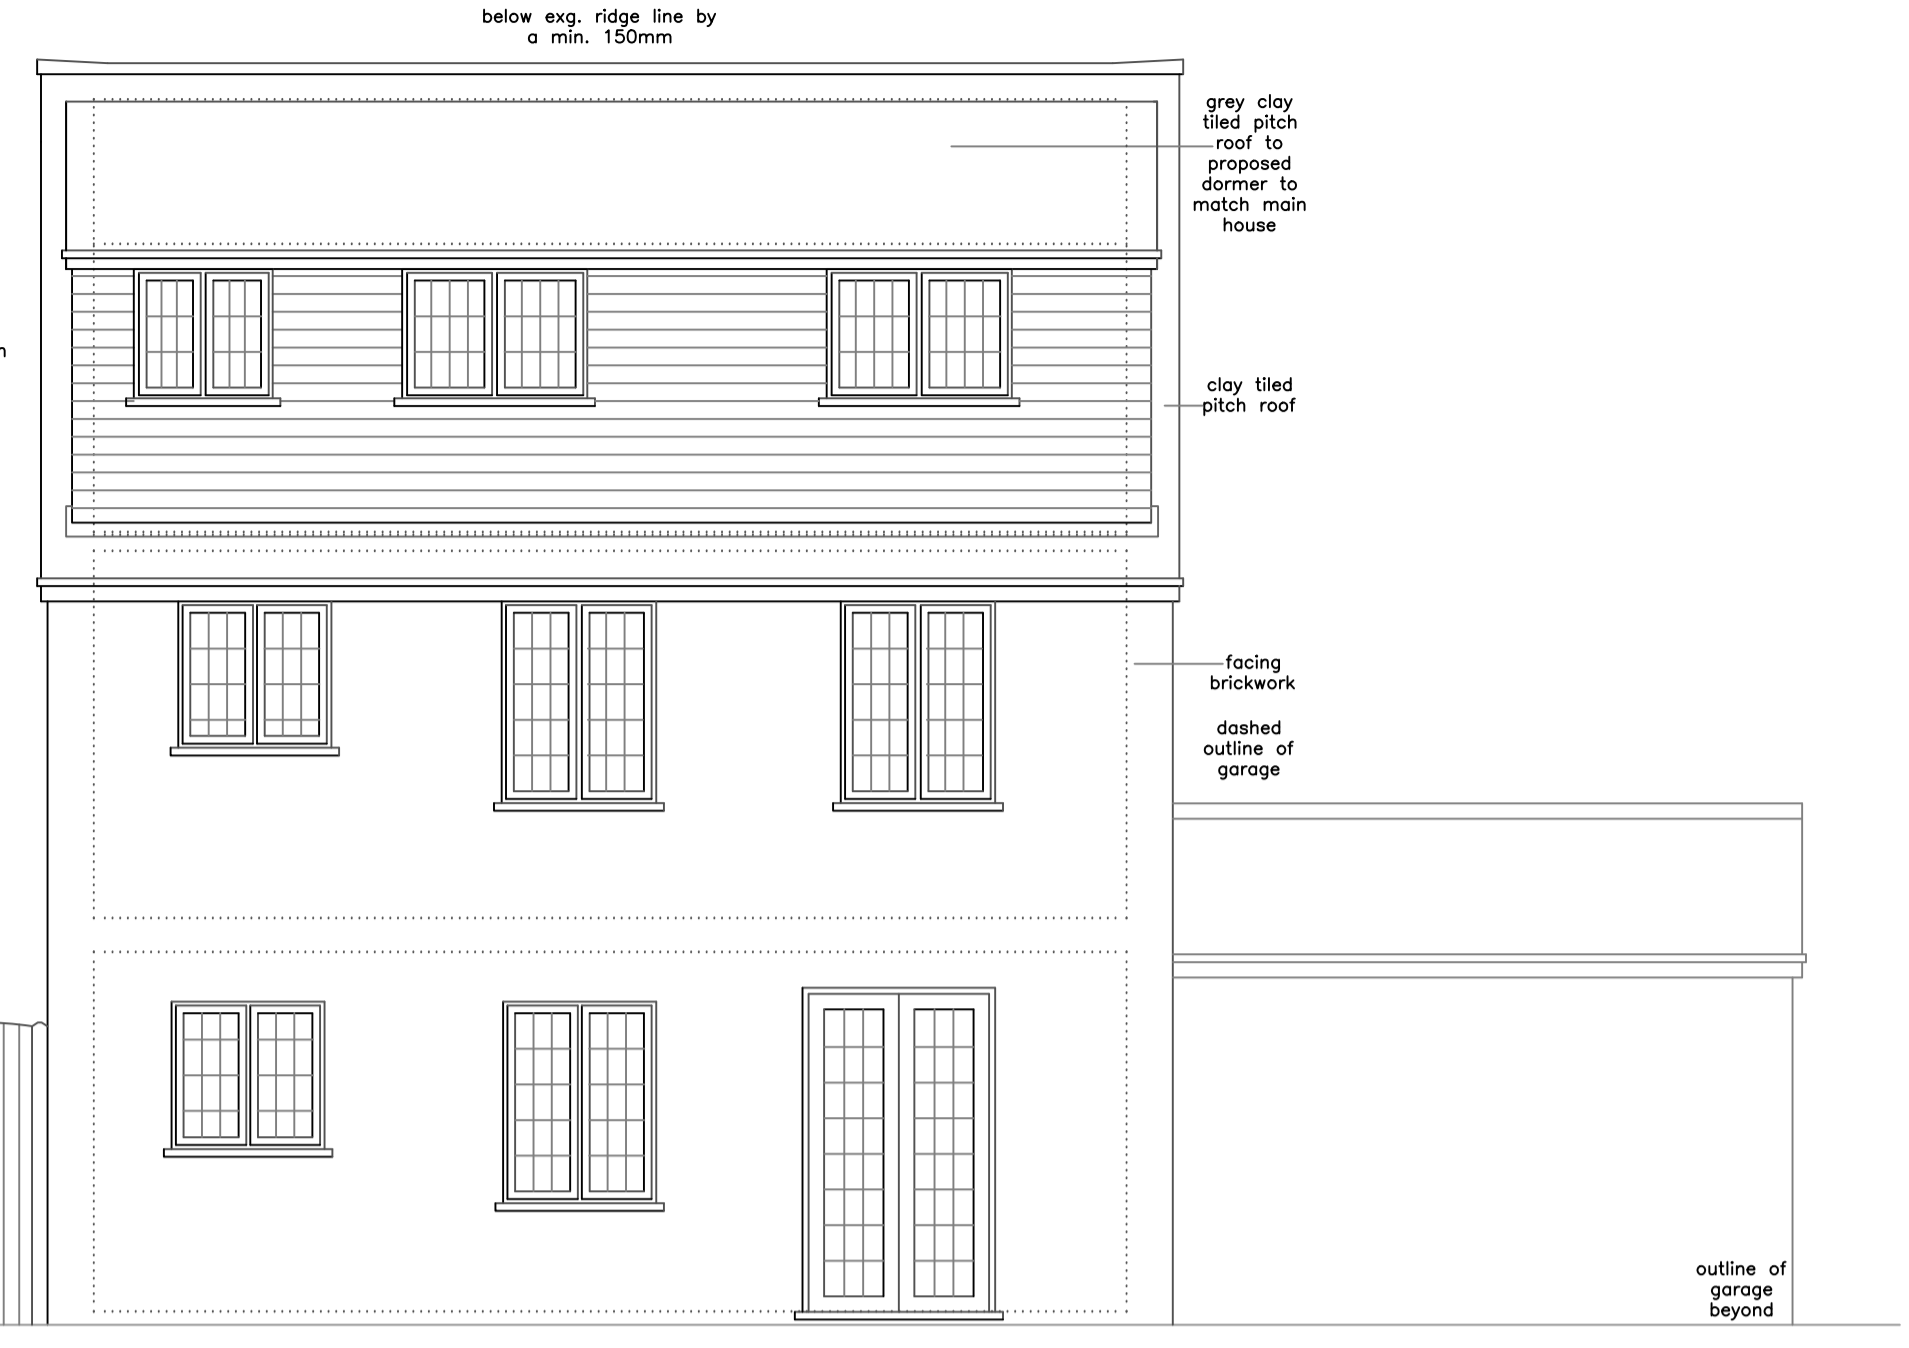 below exg. ridge line by
a min. 150mm
grey clay
tiled pitch
roof to
proposed
dormer to
match main
house
clay tiled
pitch roof
facing
brickwork
dashed
outline of
garage
outline of
garage
beyond